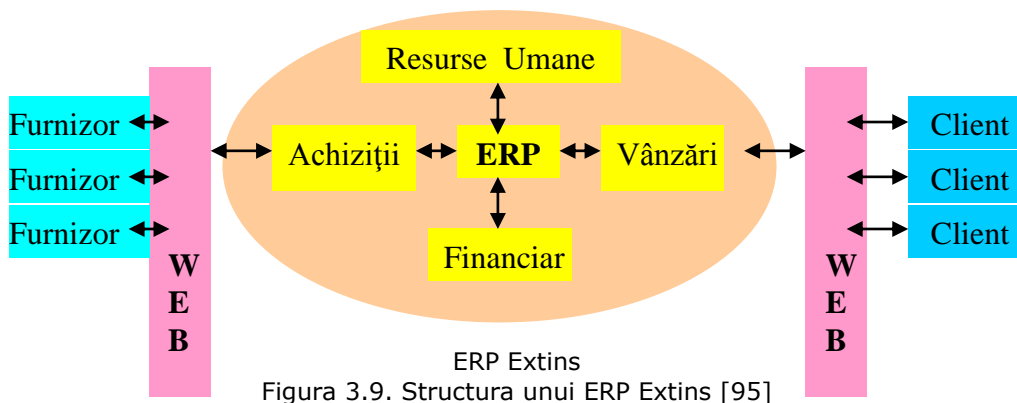 Resurse Umane
Furnizor
Client
Achiziţii
ERP
Vânzări
Furnizor
Client
Furnizor
Client
Financiar
W
E
B
W
E
B
ERP Extins
Figura 3.9. Structura unui ERP Extins [95]